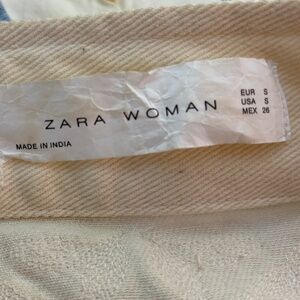 ZARA WOMAN
EUR S
USA S
MEX 26
MADE IN INDIA